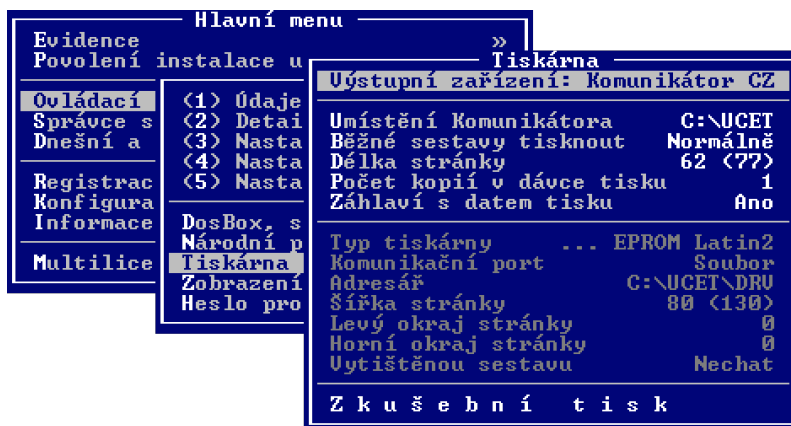 Hlavní menu
Evidence »
Povolení instalace u
Ovládací
Správce s
Dnešní a
Registrac
Konfigura
Informace
Multilice
(1) Údaje
(2) Detai
(3) Nasta
(4) Nasta
(5) Nasta
DosBox, s
Národní p
Tiskárna
Zobrazení
Heslo pro
Tiskárna
Výstupní zařízení: Komunikátor CZ
Umístění Komunikátora C:\UCET
Běžné sestavy tisknout Normálně
Délka stránky 62 (77)
Počet kopií v dávce tisku 1
Záhlaví s datem tisku Ano
Typ tiskárny ... EPROM Latin2
Komunikační port Soubor
Adresář C:\UCET\DRV
Šířka stránky 80 (130)
Levý okraj stránky 0
Horní okraj stránky 0
Vytištěnou sestavu Nechat
Z k u š e b n í t i s k